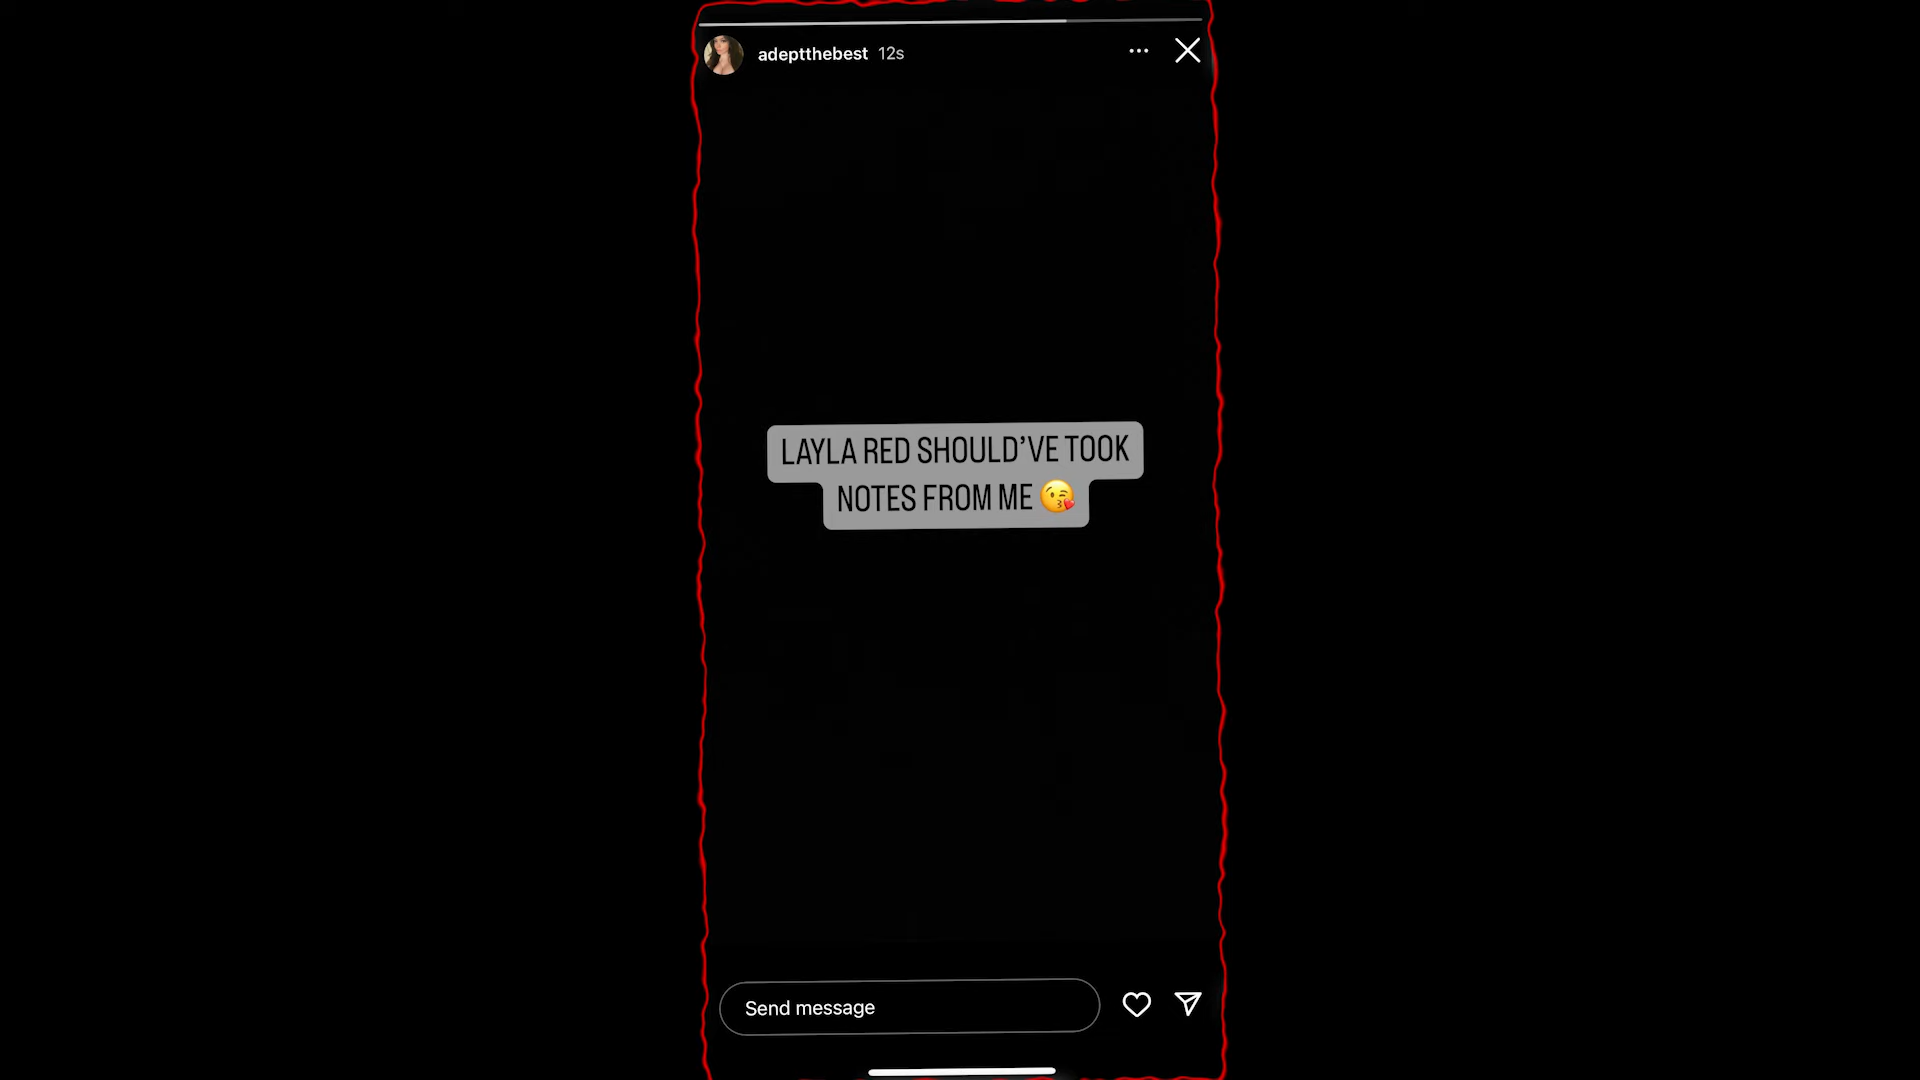 adeptthebest 12s
LAYLA RED SHOULD’VE TOOK
NOTES FROM ME 😘
Send message